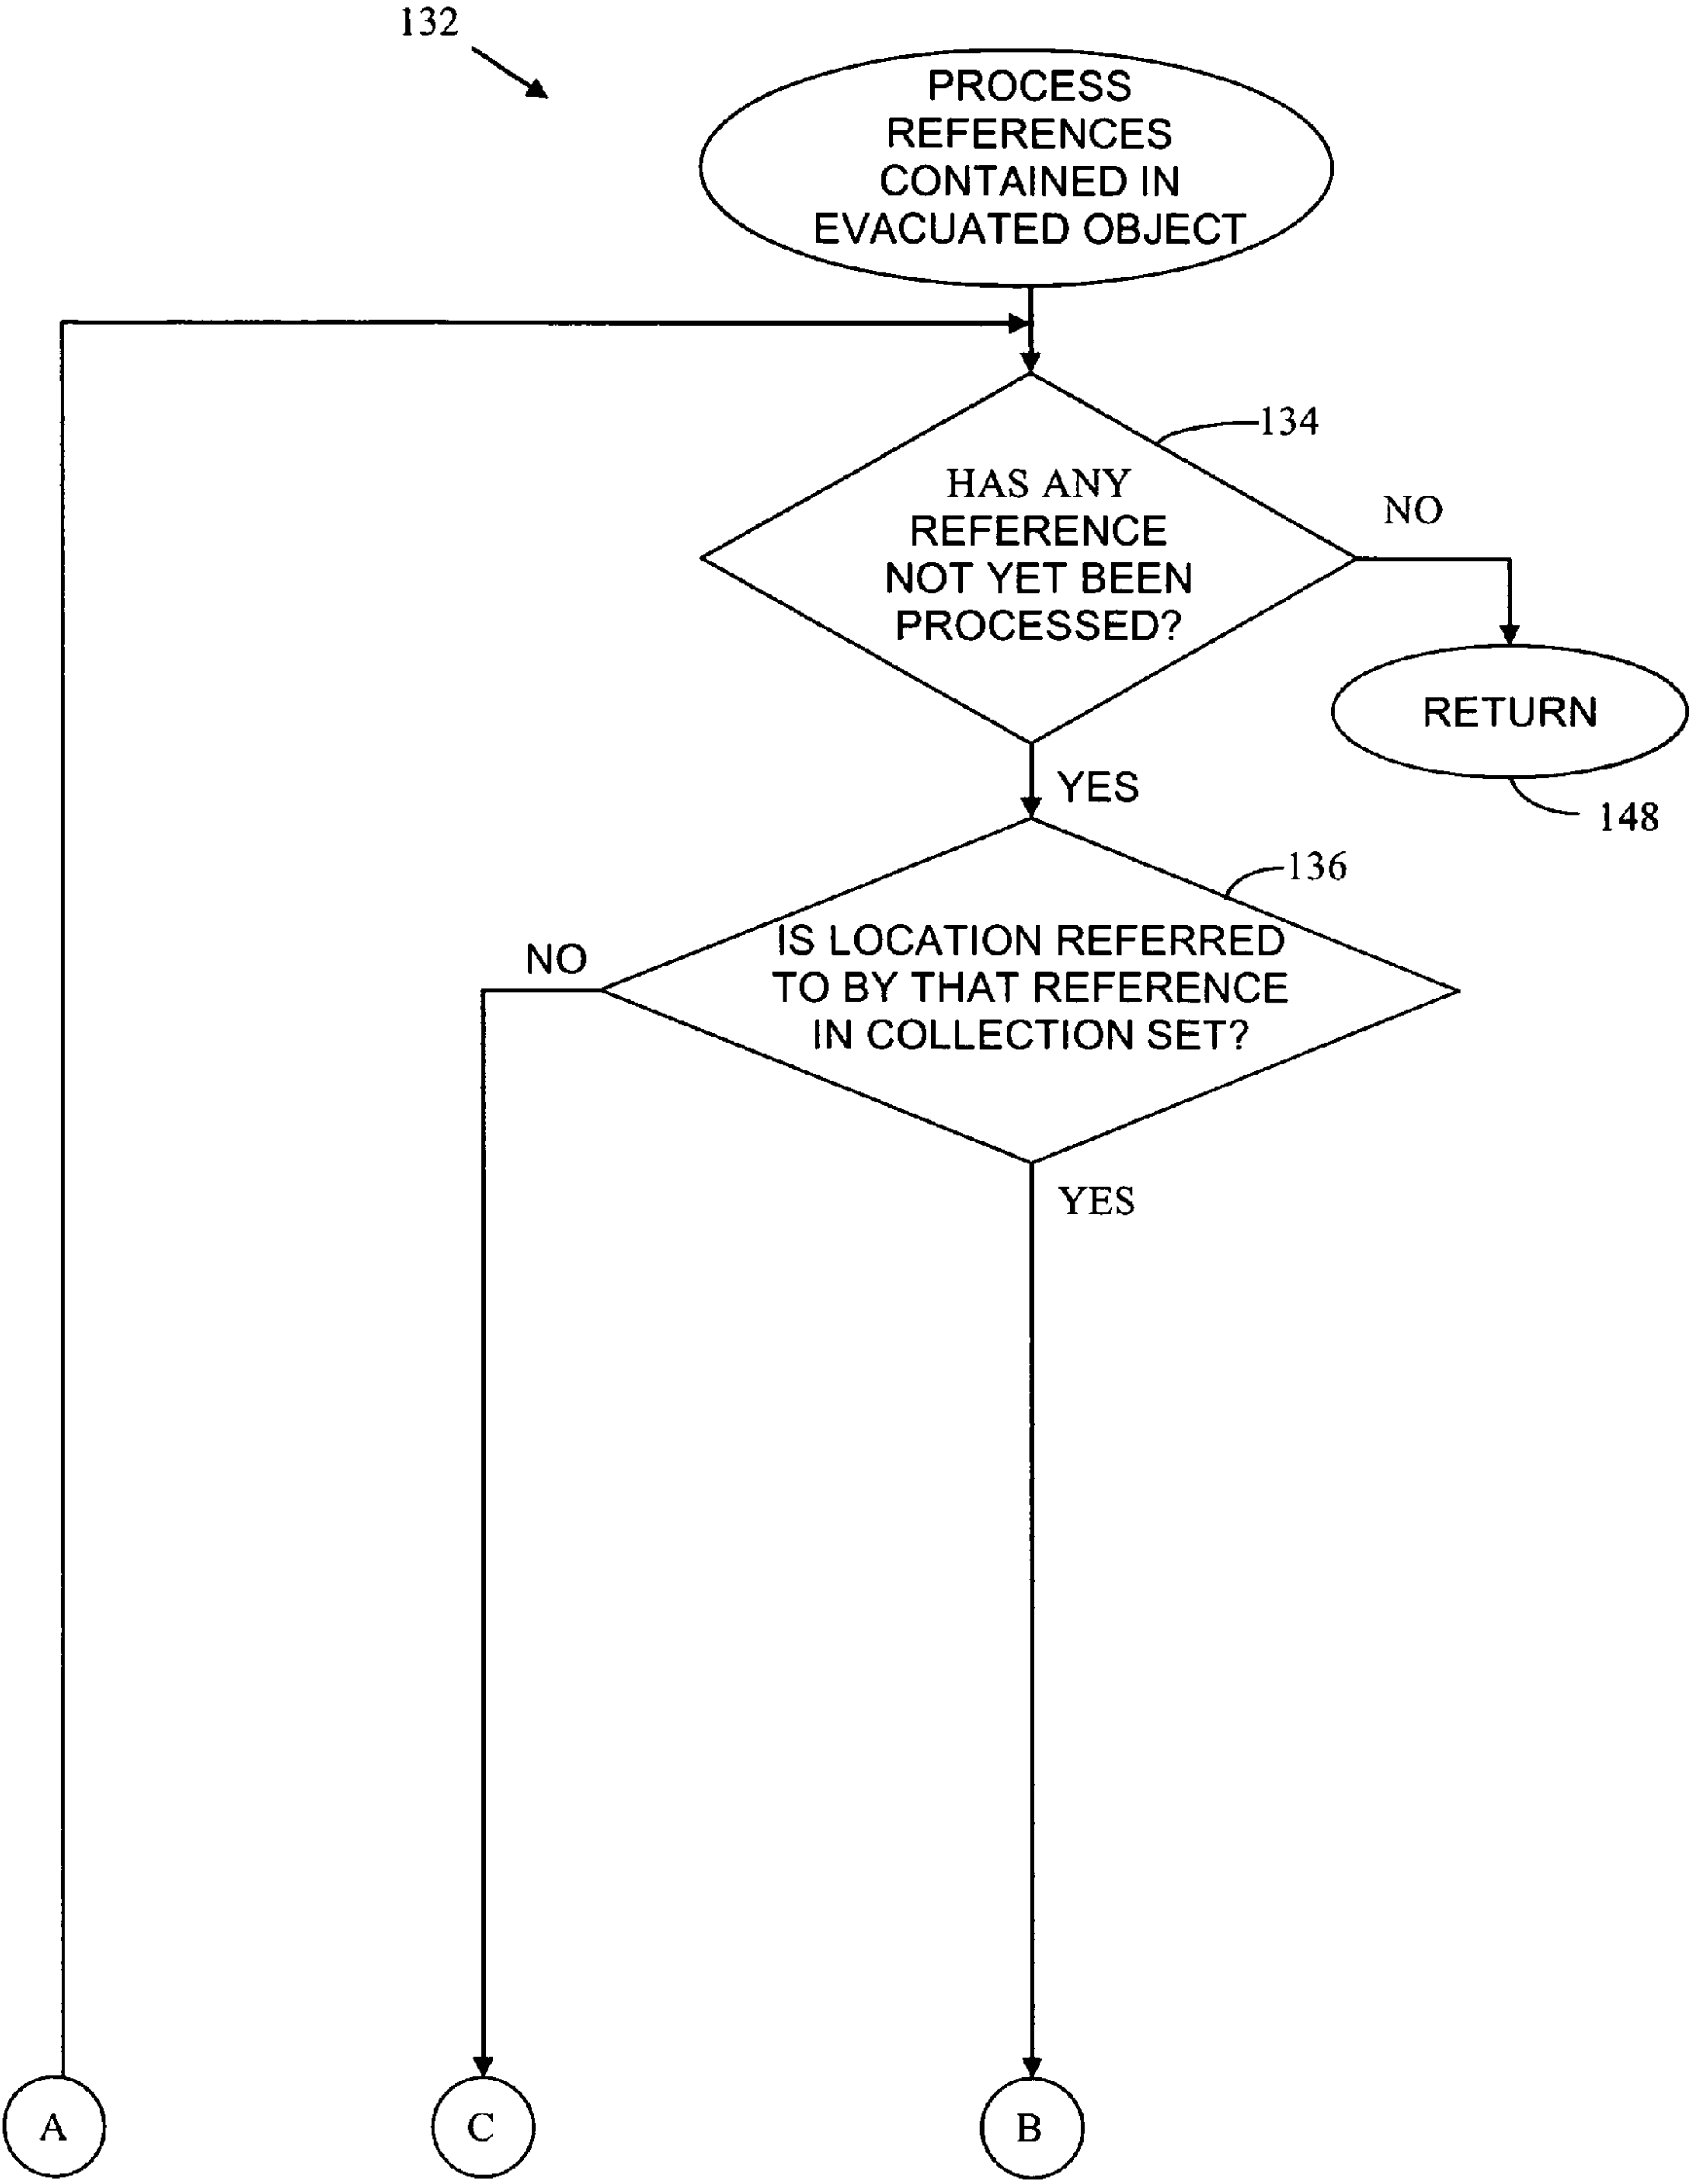 132
PROCESS
REFERENCES
CONTAINED IN
EVACUATED OBJECT
134
HAS ANY
REFERENCE
NOT YET BEEN
PROCESSED?
NO
RETURN
148
YES
136
IS LOCATION REFERRED
TO BY THAT REFERENCE
IN COLLECTION SET?
NO
YES
A
C
B